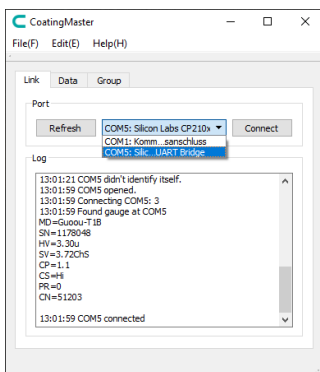 CoatingMaster
File(F) Edit(E) Help(H)
Link Data Group
Port
Refresh COM5: Silicon Labs CP210x Connect
COM1: Komm...sanschluss
COM5: Silic...UART Bridge
Log
13:01:21 COM5 didn't identify itself.
13:01:59 COM5 opened.
13:01:59 Connecting COM5: 3
13:01:59 Found gauge at COM5
MD=Guoou-T1B
SN=1178048
HV=3.30u
SV=3.72ChS
CP=1.1
CS=Hi
PR=0
CN=51203
13:01:59 COM5 connected